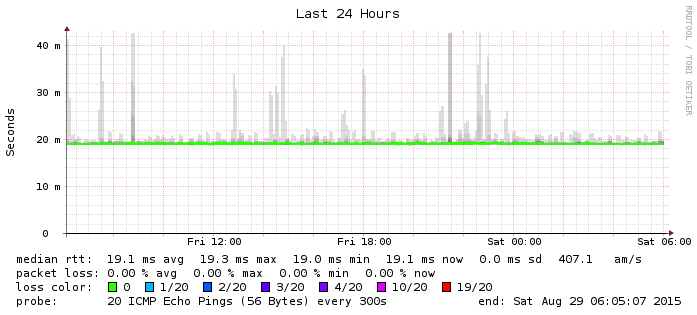 Last 24 Hours
RRDTOOL / TOBI OETIKER
Seconds
40 m
30 m
20 m
10 m
0
Fri 12:00 Fri 18:00 Sat 00:00 Sat 06:00
median rtt: 19.1 ms avg 19.3 ms max 19.0 ms min 19.1 ms now 0.0 ms sd 407.1 am/s
packet loss: 0.00 % avg 0.00 % max 0.00 % min 0.00 % now
loss color: 0 1/20 2/20 3/20 4/20 10/20 19/20
probe: 20 ICMP Echo Pings (56 Bytes) every 300s end: Sat Aug 29 06:05:07 2015